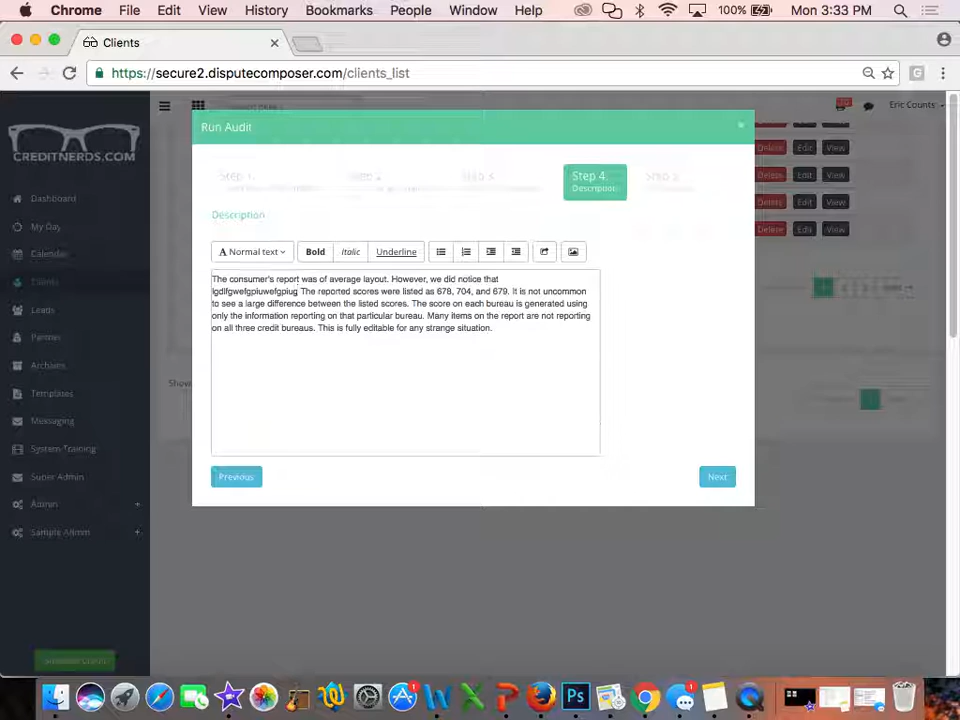 Chrome File Edit View History Bookmarks People Window Help 100% Mon 3:33 PM
Clients
https://secure2.disputecomposer.com/clients_list
CREDITNERDS.COM
Eric Counts
Run Audit
Delete Edit View
Step 1
Step 2
Step 4
Description
Description
Dashboard
My Day
Calendar
Clients
Leads
Partner
Archives
Templates
Messaging
System Training
Super Admin
Admin +
Sample Admin +
Normal text Bold Italic Underline
The consumer's report was of average layout. However, we did notice that
lgdlfgwefgpiuwefgpiug The reported scores were listed as 678, 704, and 679. It is not uncommon
to see a large difference between the listed scores. The score on each bureau is generated using
only the information reporting on that particular bureau. Many items on the report are not reporting
on all three credit bureaus. This is fully editable for any strange situation.
Delete Edit View
Delete Edit View
Delete Edit View
Previous Next